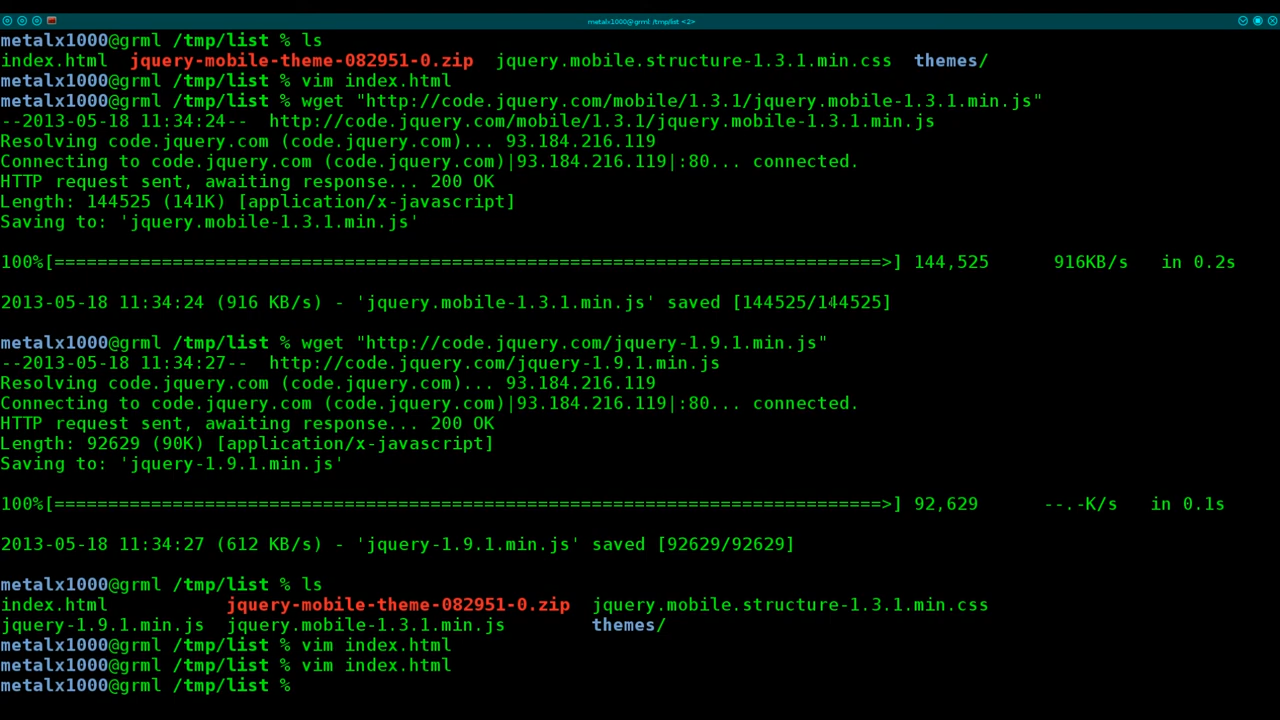 metalx1000@grml /tmp/list <2>
metalx1000@grml /tmp/list % ls
index.html  jquery-mobile-theme-082951-0.zip  jquery.mobile.structure-1.3.1.min.css  themes/
metalx1000@grml /tmp/list % vim index.html
metalx1000@grml /tmp/list % wget "http://code.jquery.com/mobile/1.3.1/jquery.mobile-1.3.1.min.js"
--2013-05-18 11:34:24--  http://code.jquery.com/mobile/1.3.1/jquery.mobile-1.3.1.min.js
Resolving code.jquery.com (code.jquery.com)... 93.184.216.119
Connecting to code.jquery.com (code.jquery.com)|93.184.216.119|:80... connected.
HTTP request sent, awaiting response... 200 OK
Length: 144525 (141K) [application/x-javascript]
Saving to: 'jquery.mobile-1.3.1.min.js'
100%[=============================================================================>] 144,525      916KB/s   in 0.2s
2013-05-18 11:34:24 (916 KB/s) - 'jquery.mobile-1.3.1.min.js' saved [144525/144525]
metalx1000@grml /tmp/list % wget "http://code.jquery.com/jquery-1.9.1.min.js"
--2013-05-18 11:34:27--  http://code.jquery.com/jquery-1.9.1.min.js
Resolving code.jquery.com (code.jquery.com)... 93.184.216.119
Connecting to code.jquery.com (code.jquery.com)|93.184.216.119|:80... connected.
HTTP request sent, awaiting response... 200 OK
Length: 92629 (90K) [application/x-javascript]
Saving to: 'jquery-1.9.1.min.js'
100%[=============================================================================>] 92,629      --.-K/s   in 0.1s
2013-05-18 11:34:27 (612 KB/s) - 'jquery-1.9.1.min.js' saved [92629/92629]
metalx1000@grml /tmp/list % ls
index.html           jquery-mobile-theme-082951-0.zip  jquery.mobile.structure-1.3.1.min.css
jquery-1.9.1.min.js  jquery.mobile-1.3.1.min.js        themes/
metalx1000@grml /tmp/list % vim index.html
metalx1000@grml /tmp/list % vim index.html
metalx1000@grml /tmp/list %